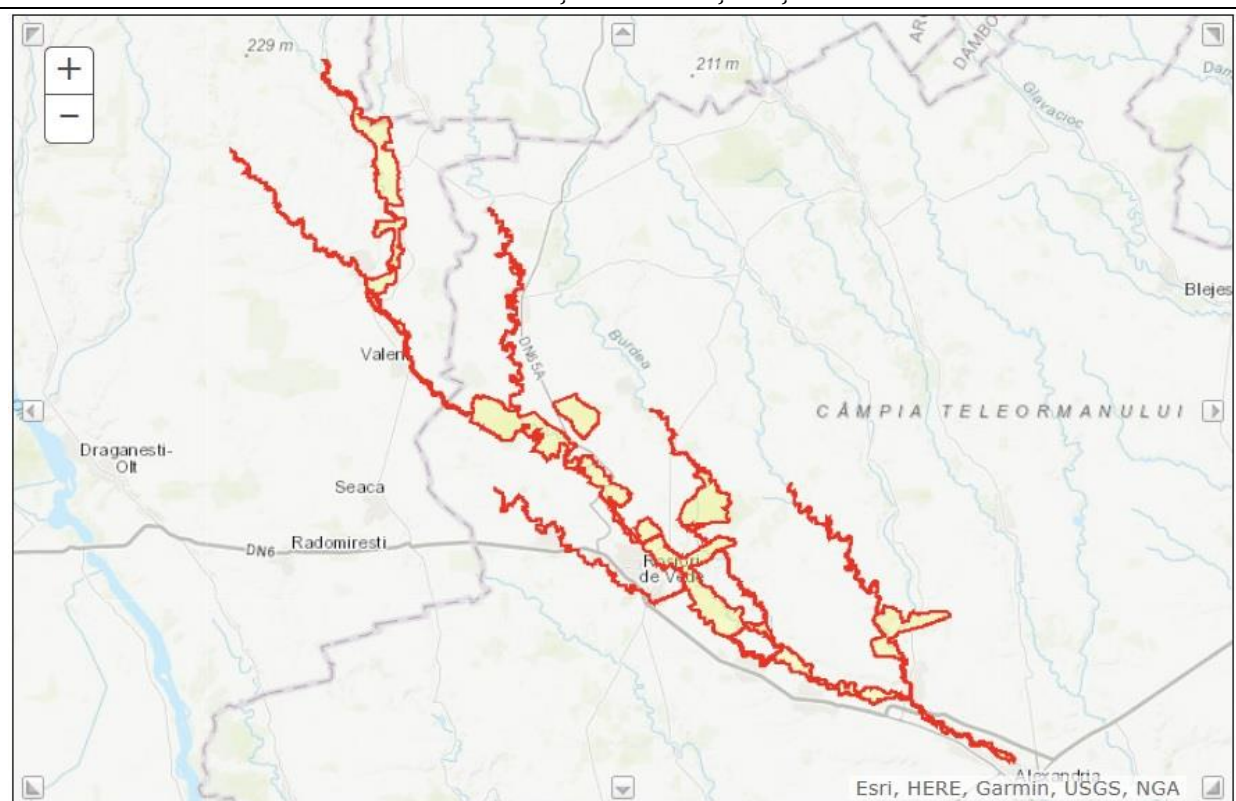 229 m
211 m
DAMBO
Glavacioc
+
−
Blejes
Burdea
DN65A
Valeni
CÂMPIA TELEORMANULUI
Draganesti-
Olt
Seaca
DN6
Radomiresti
Rosiori
de Vede
Alexandria
Esri, HERE, Garmin, USGS, NGA